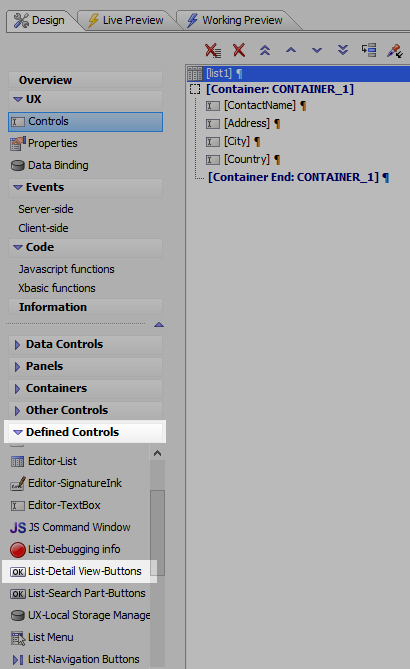 Design
Live Preview
Working Preview
Overview
UX
Controls
Properties
Data Binding
Events
Server-side
Client-side
Code
Javascript functions
Xbasic functions
Information
Data Controls
Panels
Containers
Other Controls
Defined Controls
Editor-List
Editor-SignatureInk
Editor-TextBox
JS Command Window
List-Debugging info
OK List-Detail View-Buttons
OK List-Search Part-Buttons
UX-Local Storage Manage
List Menu
List-Navigation Buttons
[list1] ¶
[Container: CONTAINER_1]
[ContactName] ¶
[Address] ¶
[City] ¶
[Country] ¶
[Container End: CONTAINER_1] ¶